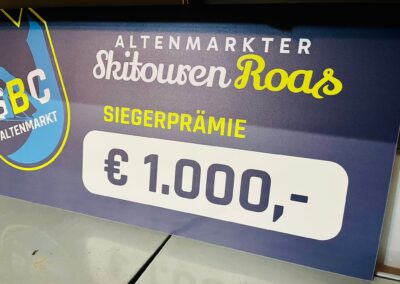 ALTENMARKTER
Skitouren Roas
SIEGERPRÄMIE
€ 1.000,-
SBC
ALTENMARKT